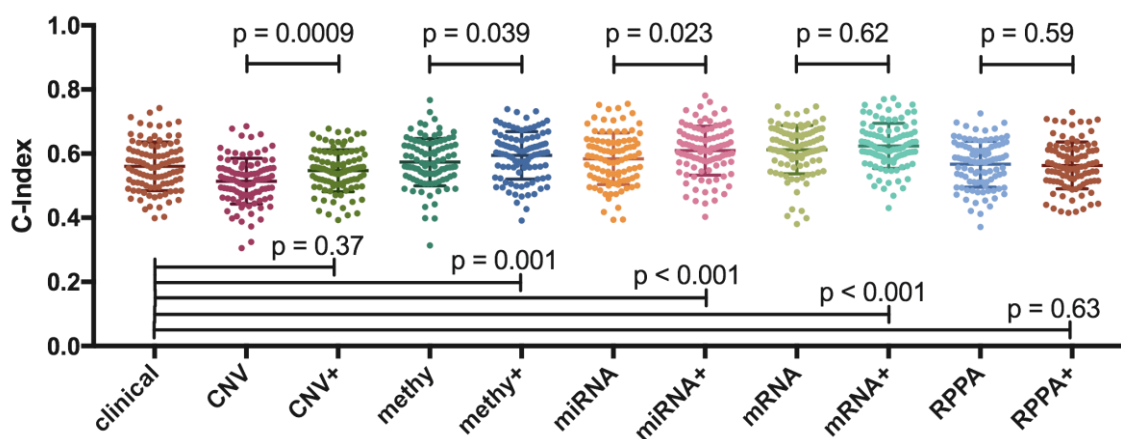 1.0
p = 0.0009
p = 0.039
p = 0.023
p = 0.62
p = 0.59
0.8
0.6
C-Index
0.4
p = 0.37
p = 0.001
p < 0.001
p < 0.001
p = 0.63
0.2
0.0
clinical
CNV
CNV+
methy
methy+
miRNA
miRNA+
mRNA
mRNA+
RPPA
RPPA+